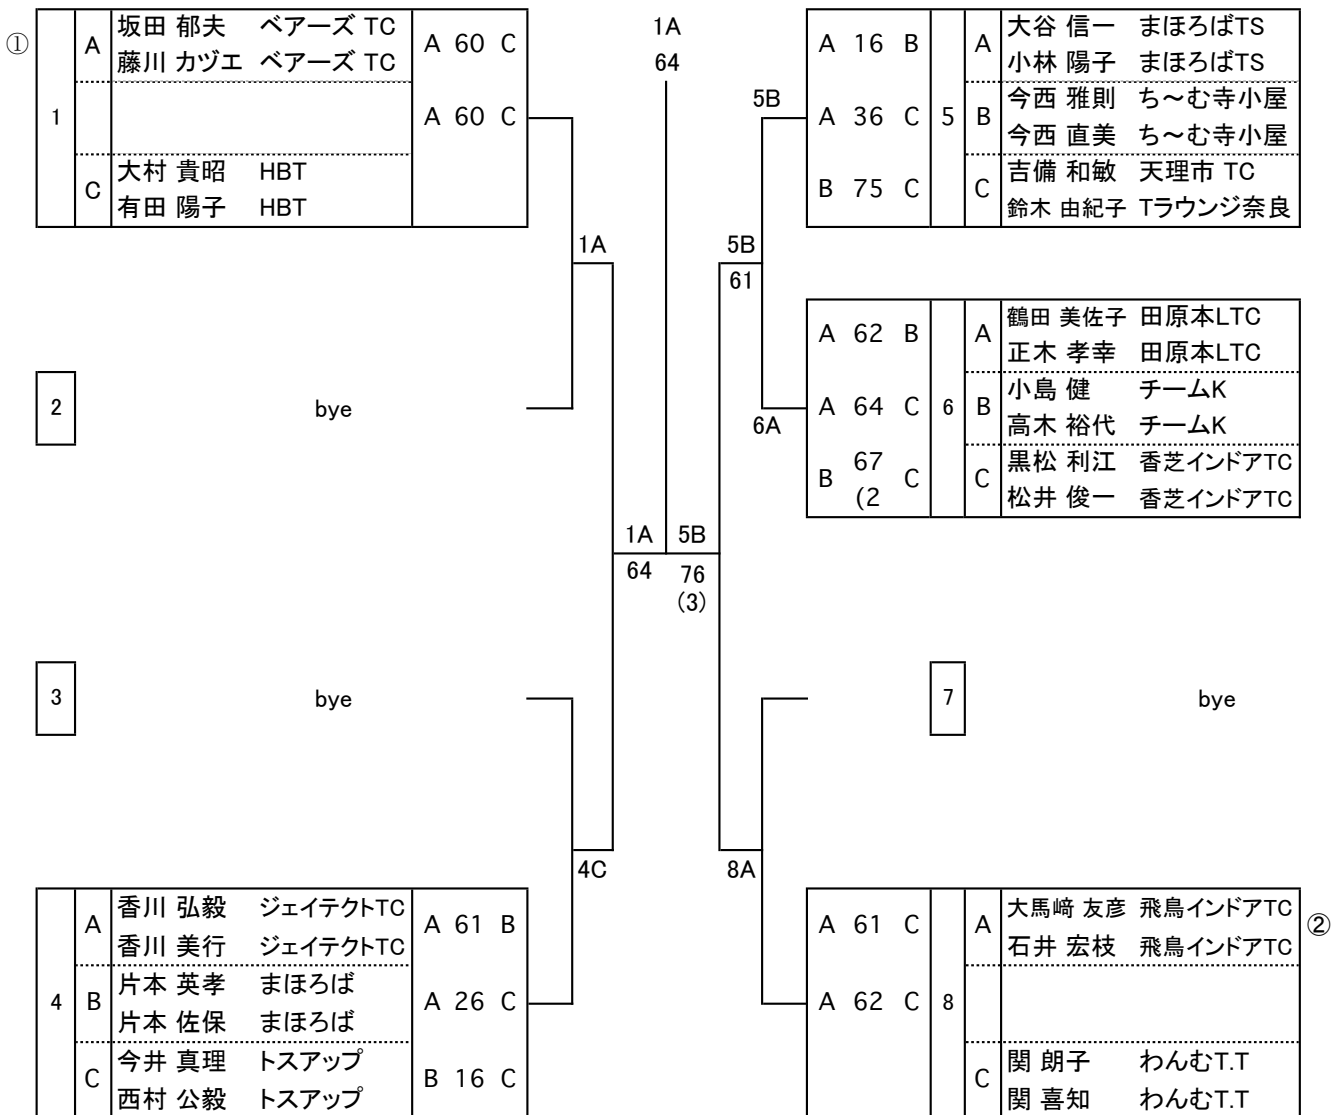 ①
1
A
坂田 郁夫 ベアーズ TC
藤川 カヅエ ベアーズ TC
C
大村 貴昭 HBT
有田 陽子 HBT
A 60 C
A 60 C
1A
2
bye
3
bye
4C
4
A
香川 弘毅 ジェイテクトTC
香川 美行 ジェイテクトTC
B
片本 英孝 まほろば
片本 佐保 まほろば
C
今井 真理 トスアップ
西村 公毅 トスアップ
A 61 B
A 26 C
B 16 C
1A
64
1A 5B
64 76
(3)
5B
5B
61
6A
8A
A 16 B
A 36 C
B 75 C
5
A
大谷 信一 まほろばTS
小林 陽子 まほろばTS
B
今西 雅則 ち～む寺小屋
今西 直美 ち～む寺小屋
C
吉備 和敏 天理市 TC
鈴木 由紀子 Tラウンジ奈良
A 62 B
A 64 C
B 67 C
(2
6
A
鶴田 美佐子 田原本LTC
正木 孝幸 田原本LTC
B
小島 健 チームK
高木 裕代 チームK
C
黒松 利江 香芝インドアTC
松井 俊一 香芝インドアTC
7
bye
A 61 C
A 62 C
8
A
大馬崎 友彦 飛鳥インドアTC
石井 宏枝 飛鳥インドアTC
②
C
関 朗子 わんむT.T
関 喜知 わんむT.T